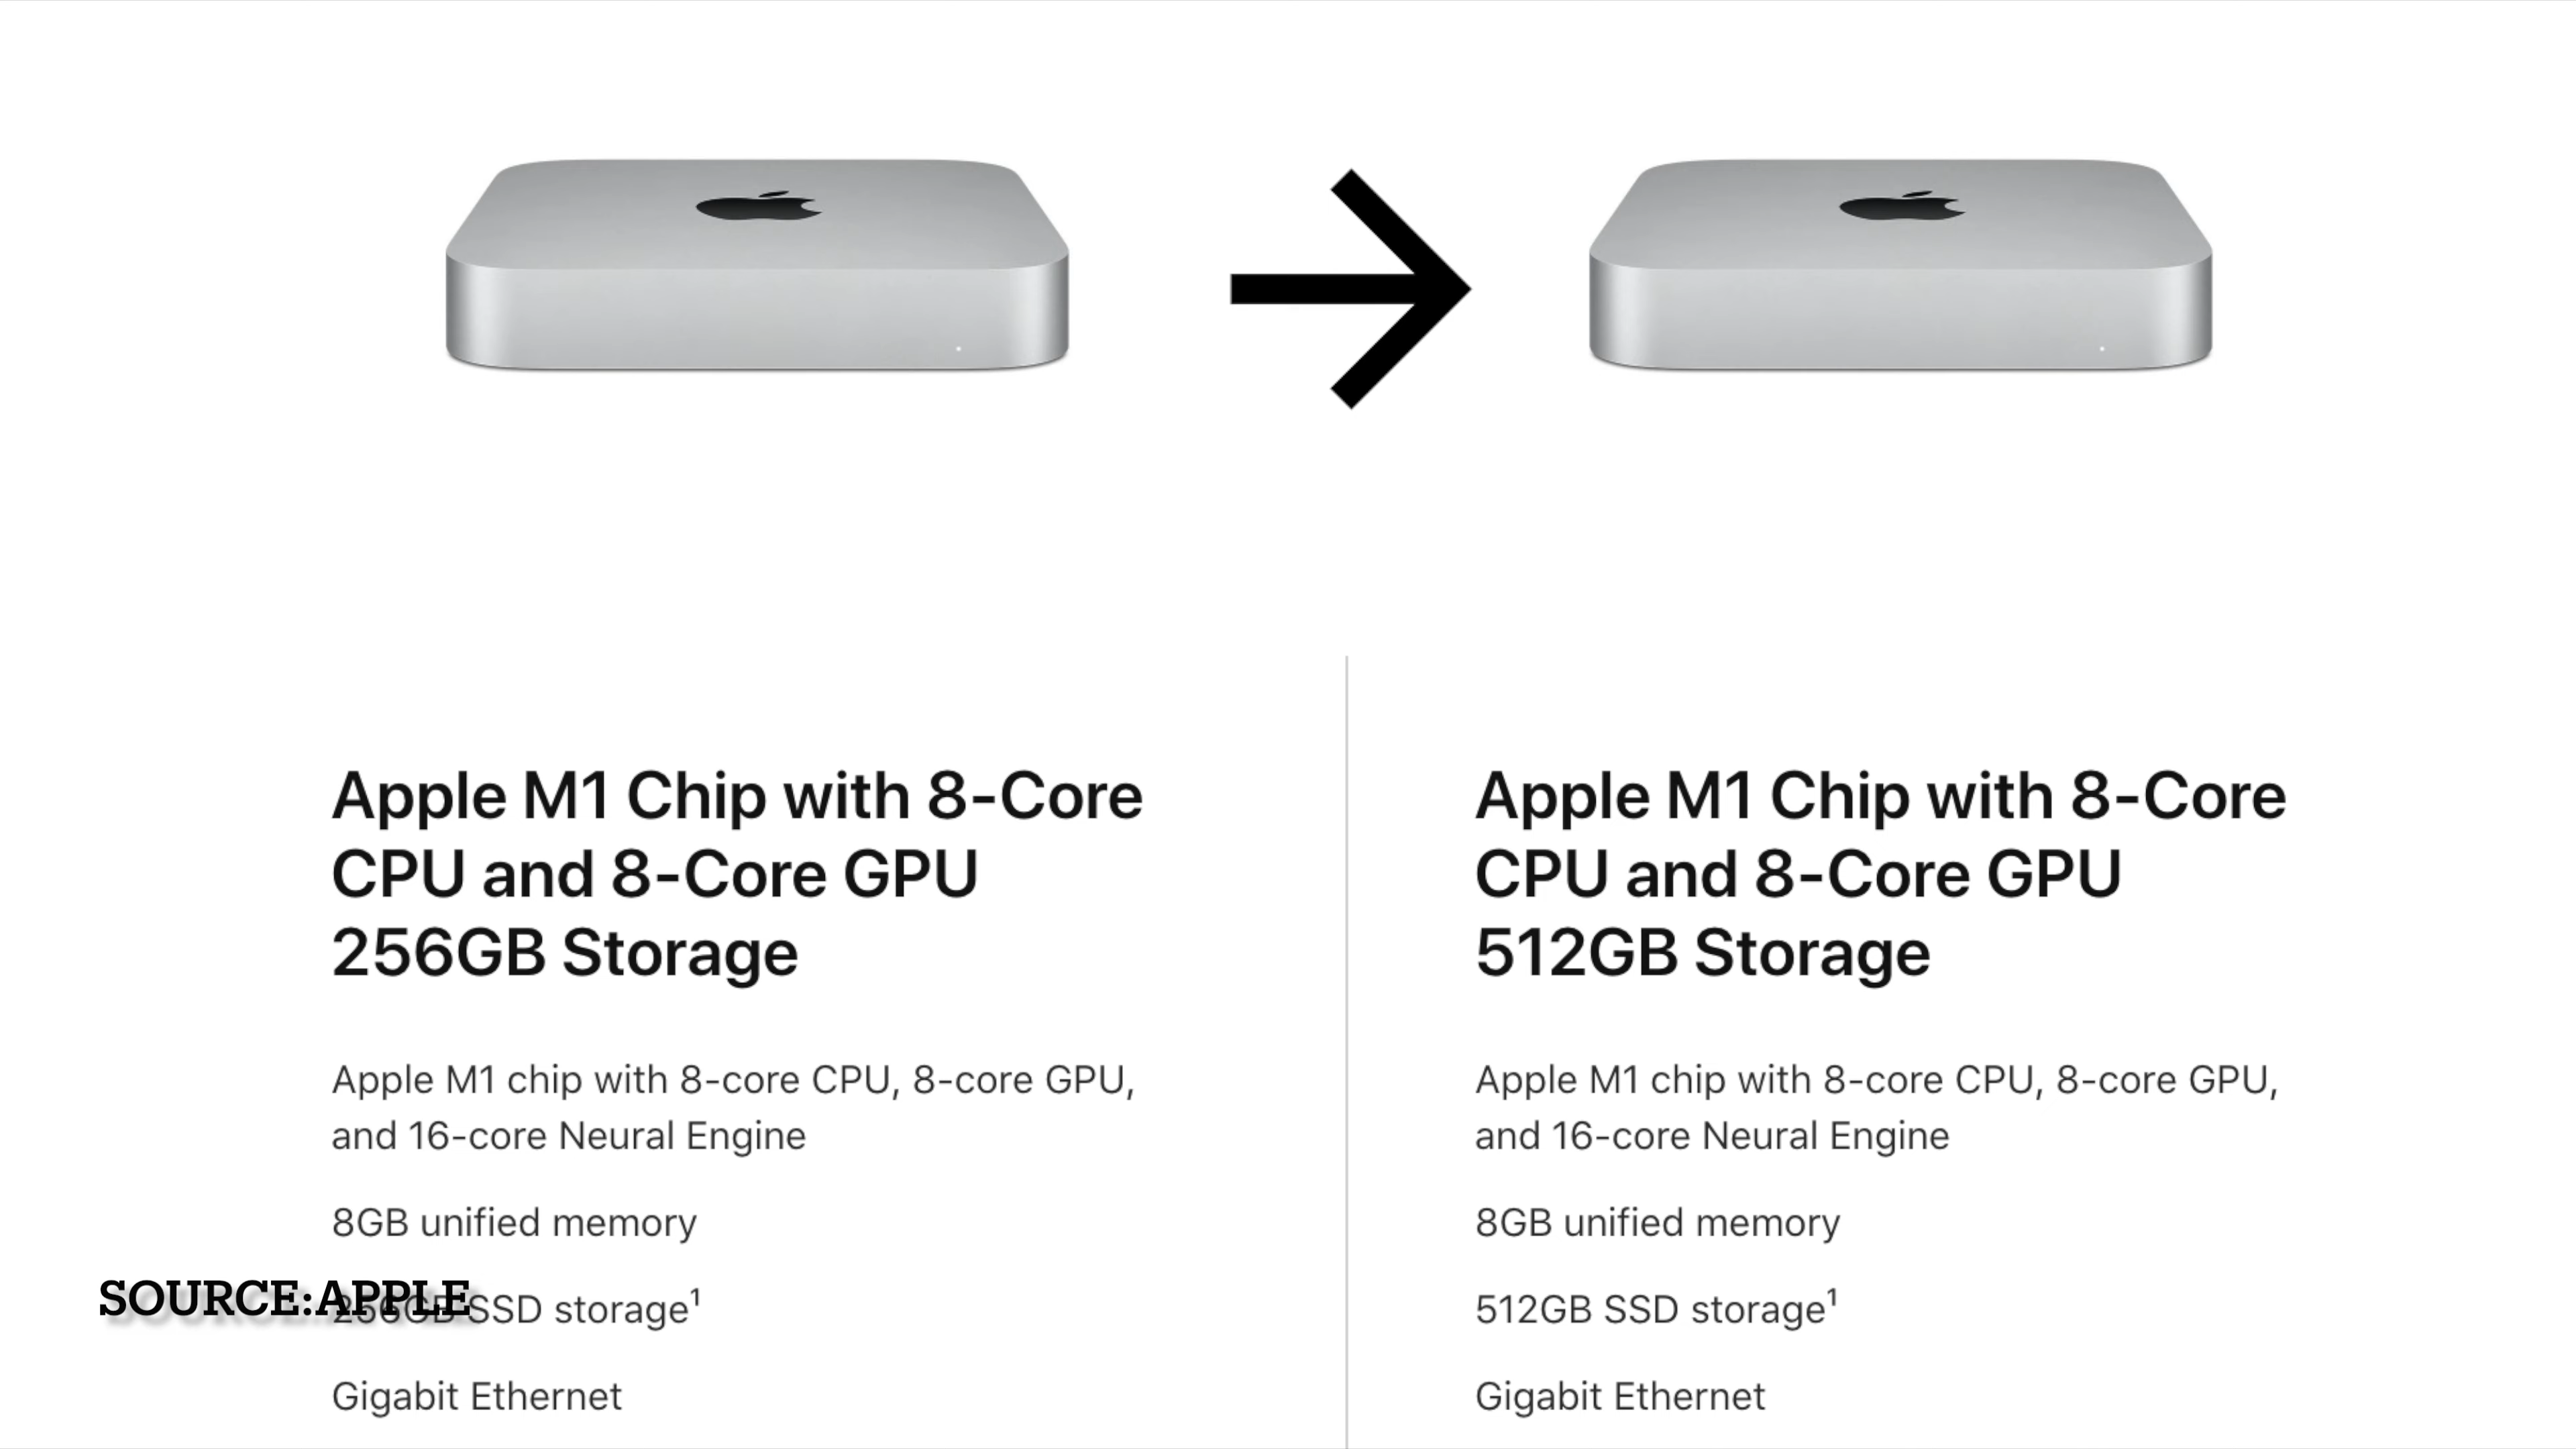 Apple M1 Chip with 8-Core
CPU and 8-Core GPU
256GB Storage
Apple M1 chip with 8-core CPU, 8-core GPU,
and 16-core Neural Engine
8GB unified memory
256GB SSD storage¹
Gigabit Ethernet
SOURCE:APPLE
Apple M1 Chip with 8-Core
CPU and 8-Core GPU
512GB Storage
Apple M1 chip with 8-core CPU, 8-core GPU,
and 16-core Neural Engine
8GB unified memory
512GB SSD storage¹
Gigabit Ethernet